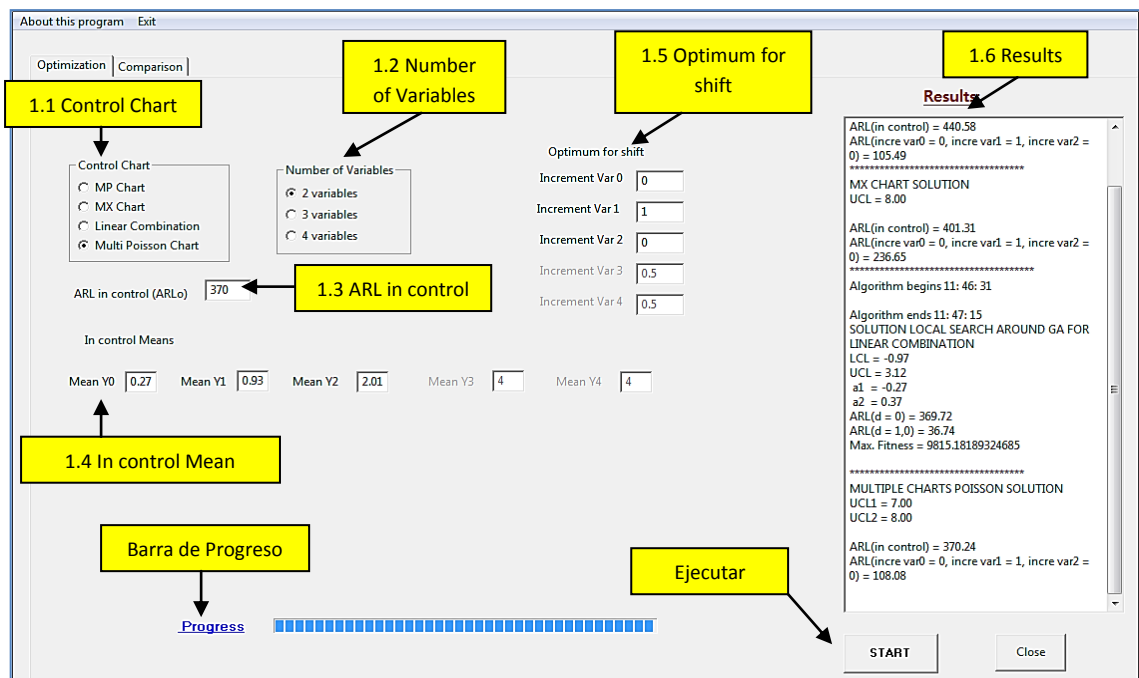 About this program Exit
Optimization Comparison
1.1 Control Chart
1.2 Number
of Variables
1.5 Optimum for
shift
1.6 Results
Control Chart
MP Chart
MX Chart
Linear Combination
Multi Poisson Chart
Number of Variables
2 variables
3 variables
4 variables
Optimum for shift
Increment Var 0 0
Increment Var 1 1
Increment Var 2 0
Increment Var 3 0.5
Increment Var 4 0.5
ARL in control (ARLo) 370
1.3 ARL in control
In control Means
Mean Y0 0.27 Mean Y1 0.93 Mean Y2 2.01 Mean Y3 4 Mean Y4 4
1.4 In control Mean
Barra de Progreso
Progress
Ejecutar
Results
ARL(in control) = 440.58
ARL(incre var0 = 0, incre var1 = 1, incre var2 =
0) = 105.49
***********************************
MX CHART SOLUTION
UCL = 8.00
ARL(in control) = 401.31
ARL(incre var0 = 0, incre var1 = 1, incre var2 =
0) = 236.65
*************************************
Algorithm begins 11: 46: 31
Algorithm ends 11: 47: 15
SOLUTION LOCAL SEARCH AROUND GA FOR
LINEAR COMBINATION
LCL = -0.97
UCL = 3.12
a1 = -0.27
a2 = 0.37
ARL(d = 0) = 369.72
ARL(d = 1,0) = 36.74
Max. Fitness = 9815.18189324685
***********************************
MULTIPLE CHARTS POISSON SOLUTION
UCL1 = 7.00
UCL2 = 8.00
ARL(in control) = 370.24
ARL(incre var0 = 0, incre var1 = 1, incre var2 =
0) = 108.08
START Close